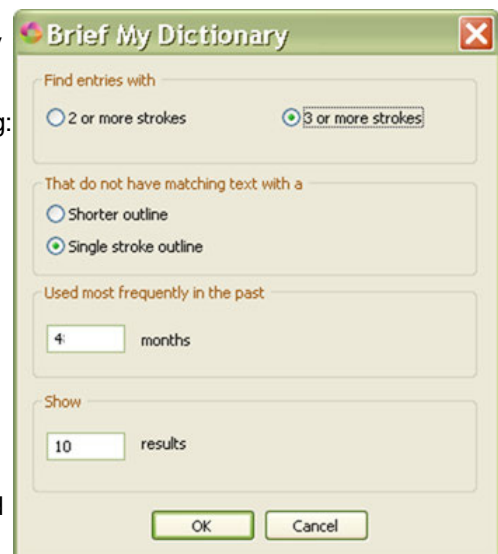 Brief My Dictionary
Find entries with
2 or more strokes 3 or more strokes
g:
That do not have matching text with a
Shorter outline
Single stroke outline
Used most frequently in the past
4 months
Show
10 results
OK Cancel